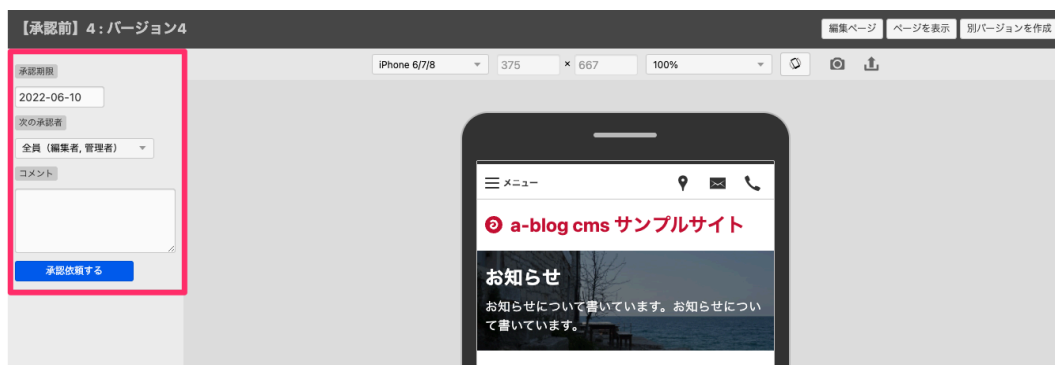 【承認前】4 : バージョン4
編集ページ
ページを表示
別バージョンを作成
承認期限
2022-06-10
次の承認者
全員（編集者, 管理者）
コメント
承認依頼する
iPhone 6/7/8
375
×
667
100%
メニュー
a-blog cms サンプルサイト
お知らせ
お知らせについて書いています。お知らせについ
て書いています。